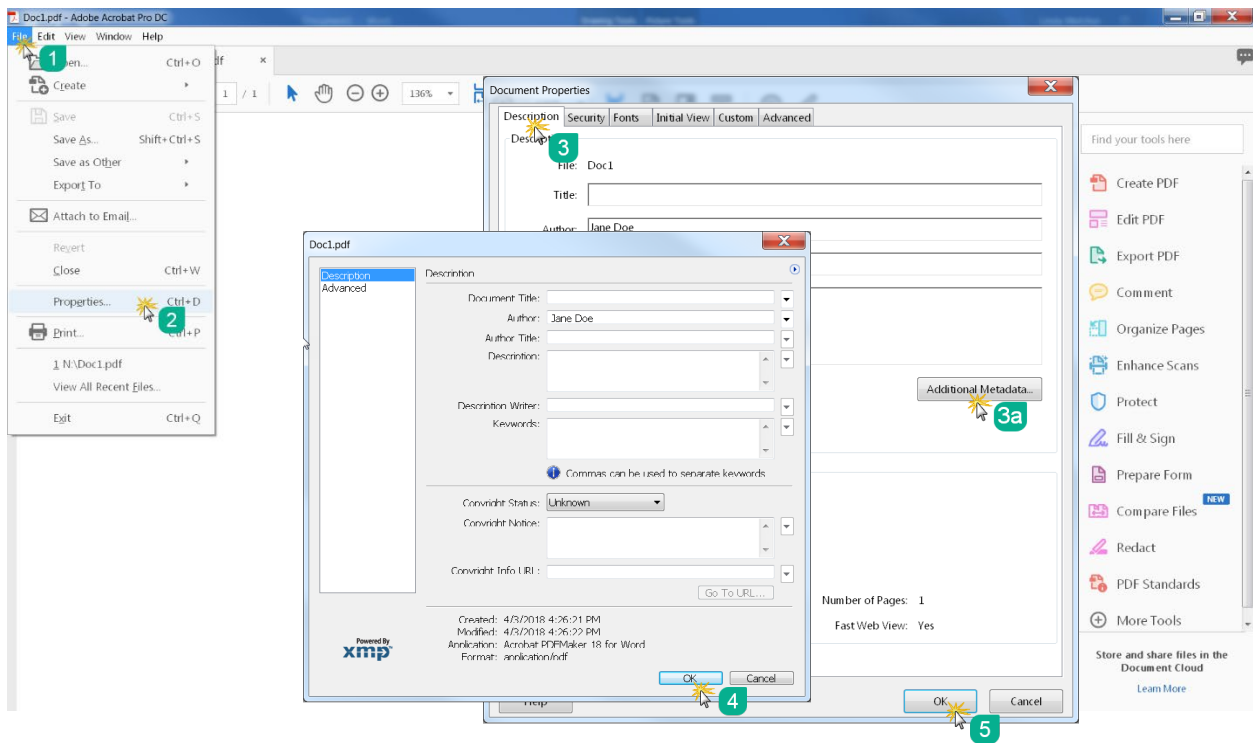 Doc1.pdf - Adobe Acrobat Pro DC
File Edit View Window Help
1
Ctrl+O
Create
Save Ctrl+S
Save As... Shift+Ctrl+S
Save as Other
Export To
Attach to Email...
Revert
Close Ctrl+W
Properties... Ctrl+D
2
Print...
1 N:\Doc1.pdf
View All Recent Files...
Exit Ctrl+Q
1 / 1
136%
Document Properties
Description Security Fonts Initial View Custom Advanced
3
File: Doc1
Title:
Author: Jane Doe
Additional Metadata...
3a
Number of Pages: 1
Fast Web View: Yes
Help
OK Cancel
5
Doc1.pdf
Description
Advanced
Description
Document Title:
Author: Jane Doe
Author Title:
Description:
Description Writer:
Keywords:
Commas can be used to separate keywords
Copyright Status: Unknown
Copyright Notice:
Copyright Info URL:
Go To URL...
Created: 4/3/2018 4:26:21 PM
Modified: 4/3/2018 4:26:22 PM
Application: Acrobat PDFMaker 18 for Word
Format: application/pdf
Powered By
xmp
OK Cancel
4
Find your tools here
Create PDF
Edit PDF
Export PDF
Comment
Organize Pages
Enhance Scans
Protect
Fill & Sign
Prepare Form
Compare Files
NEW
Redact
PDF Standards
More Tools
Store and share files in the
Document Cloud
Learn More